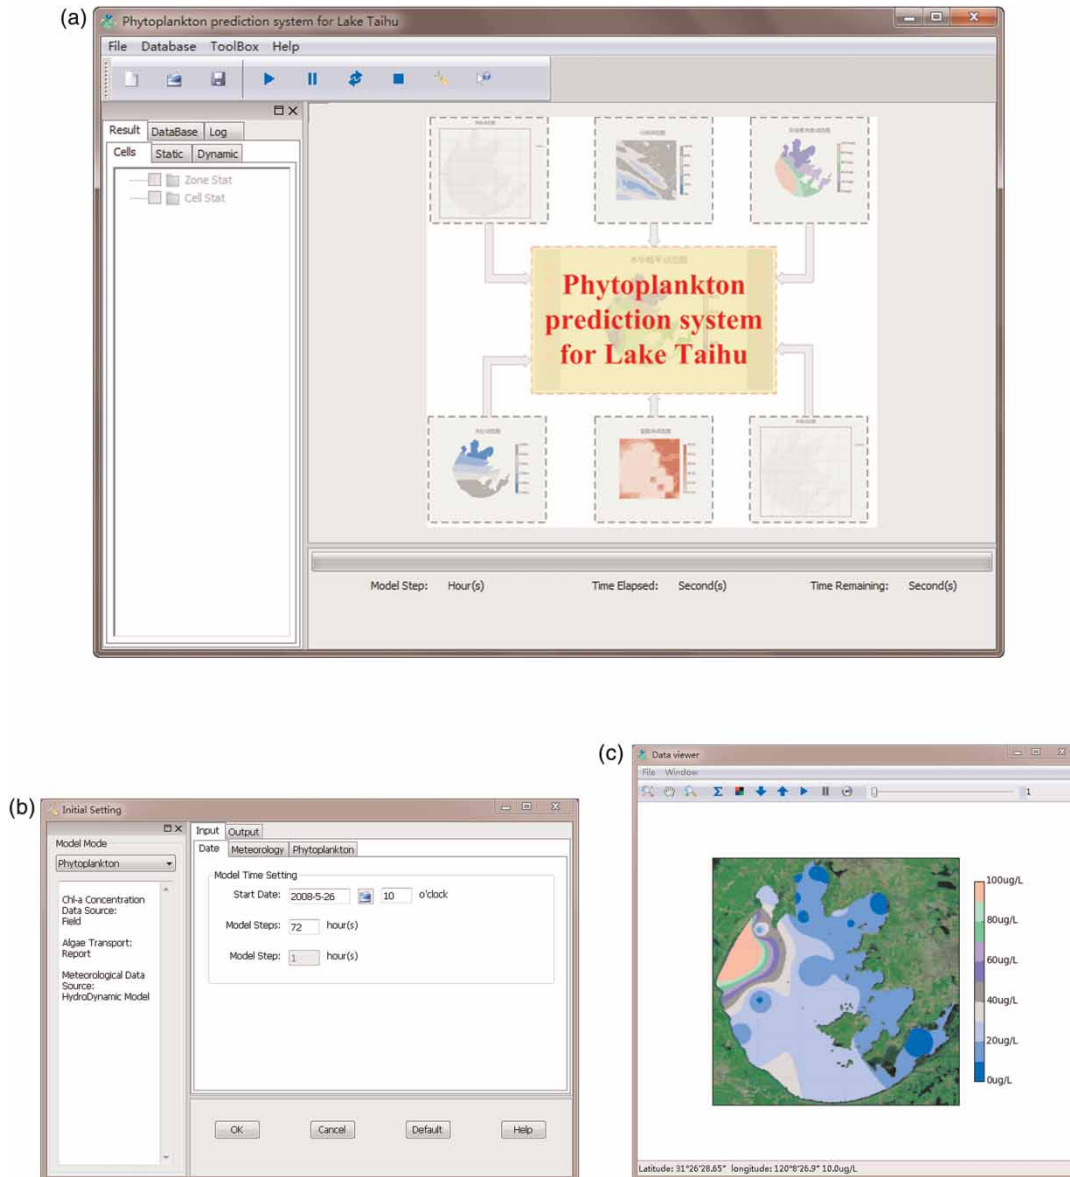 (a)
Phytoplankton prediction system for Lake Taihu
File Database ToolBox Help
Result DataBase Log
Cells Static Dynamic
Zone Stat
Cell Stat
Phytoplankton
prediction system
for Lake Taihu
Model Step: Hour(s) Time Elapsed: Second(s) Time Remaining: Second(s)
(b)
Initial Setting
Model Mode
Phytoplankton
Chl-a Concentration
Data Source:
Field
Algae Transport:
Report
Meteorological Data
Source:
HydroDynamic Model
Input Output
Date Meteorology Phytoplankton
Model Time Setting
Start Date: 2008-5-26 10 o'clock
Model Steps: 72 hour(s)
Model Step: 1 hour(s)
OK Cancel Default Help
(c)
Data viewer
File Window
1
100ug/L
80ug/L
60ug/L
40ug/L
20ug/L
0ug/L
Latitude: 31°26'28.65" longitude: 120°8'26.9" 10.0ug/L